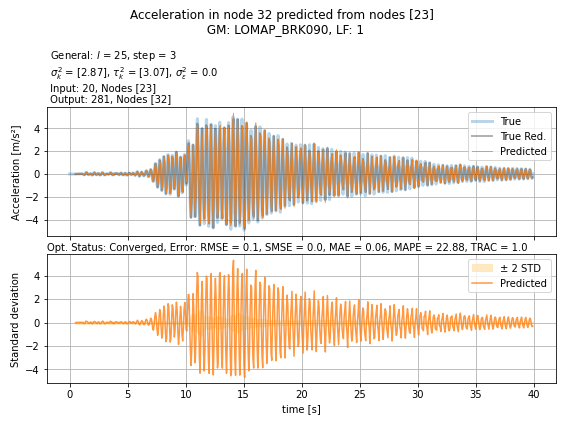 Acceleration in node 32 predicted from nodes [23]
GM: LOMAP_BRK090, LF: 1
General: l = 25, step = 3
σ²_k = [2.87], τ²_k = [3.07], σ²_ε = 0.0
Input: 20, Nodes [23]
Output: 281, Nodes [32]
Acceleration [m/s²]
4
2
0
−2
−4
True
True Red.
Predicted
Opt. Status: Converged, Error: RMSE = 0.1, SMSE = 0.0, MAE = 0.06, MAPE = 22.88, TRAC = 1.0
Standard deviation
4
2
0
−2
−4
± 2 STD
Predicted
0 5 10 15 20 25 30 35 40
time [s]